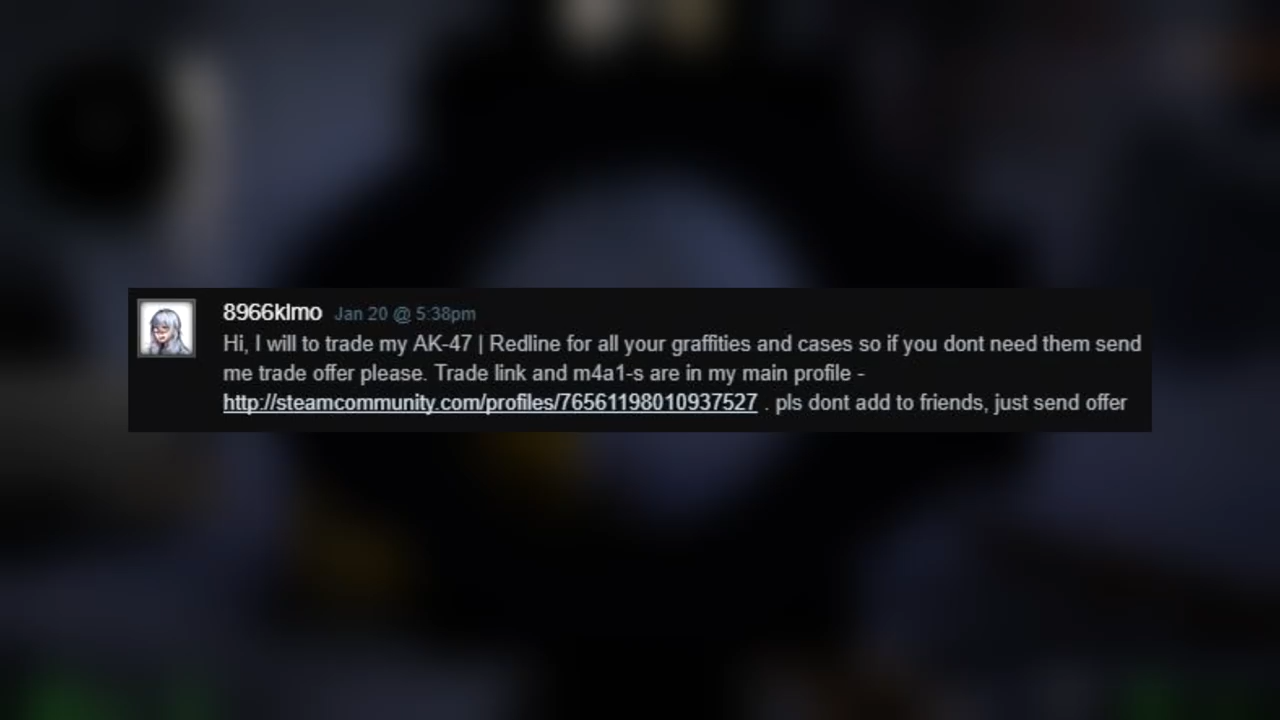 8966kimo Jan 20 @ 5:38pm
Hi, I will to trade my AK-47 | Redline for all your graffities and cases so if you dont need them send
me trade offer please. Trade link and m4a1-s are in my main profile -
http://steamcommunity.com/profiles/76561198010937527 . pls dont add to friends, just send offer